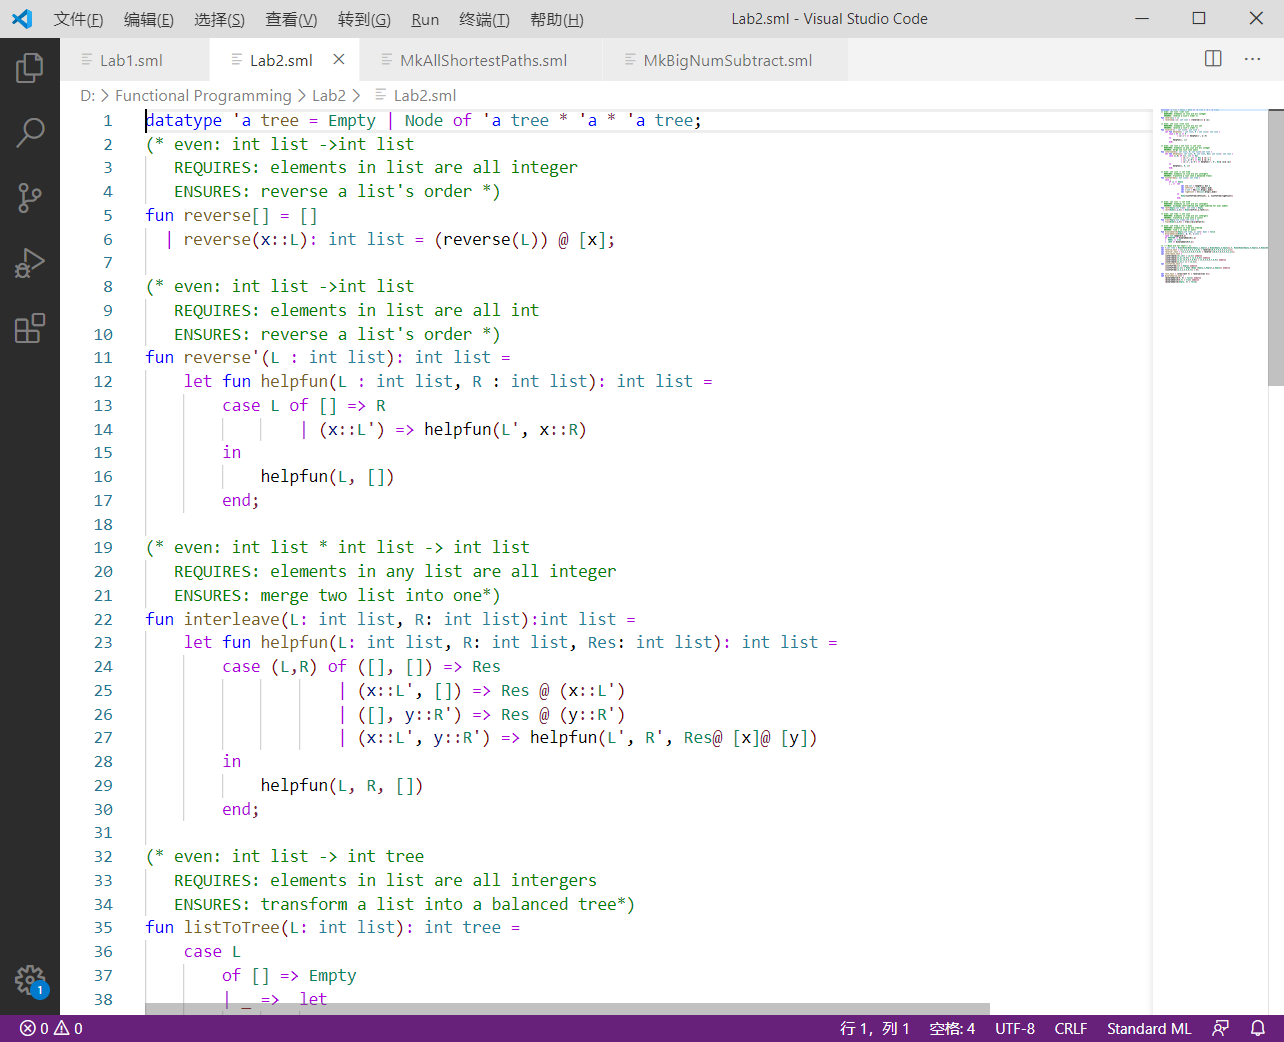 文件(F) 编辑(E) 选择(S) 查看(V) 转到(G) Run 终端(T) 帮助(H) Lab2.sml - Visual Studio Code
Lab1.sml Lab2.sml MkAllShortestPaths.sml MkBigNumSubtract.sml
D: > Functional Programming > Lab2 > Lab2.sml
1 datatype 'a tree = Empty | Node of 'a tree * 'a * 'a tree;
2 (* even: int list ->int list
3 REQUIRES: elements in list are all integer
4 ENSURES: reverse a list's order *)
5 fun reverse[] = []
6 | reverse(x::L): int list = (reverse(L)) @ [x];
7
8 (* even: int list ->int list
9 REQUIRES: elements in list are all int
10 ENSURES: reverse a list's order *)
11 fun reverse'(L : int list): int list =
12 let fun helpfun(L : int list, R : int list): int list =
13 case L of [] => R
14 | (x::L') => helpfun(L', x::R)
15 in
16 helpfun(L, [])
17 end;
18
19 (* even: int list * int list -> int list
20 REQUIRES: elements in any list are all integer
21 ENSURES: merge two list into one*)
22 fun interleave(L: int list, R: int list):int list =
23 let fun helpfun(L: int list, R: int list, Res: int list): int list =
24 case (L,R) of ([], []) => Res
25 | (x::L', []) => Res @ (x::L')
26 | ([], y::R') => Res @ (y::R')
27 | (x::L', y::R') => helpfun(L', R', Res@ [x]@ [y])
28 in
29 helpfun(L, R, [])
30 end;
31
32 (* even: int list -> int tree
33 REQUIRES: elements in list are all intergers
34 ENSURES: transform a list into a balanced tree*)
35 fun listToTree(L: int list): int tree =
36 case L
37 of [] => Empty
38 | _ => let
1
0 0 行 1，列 1 空格: 4 UTF-8 CRLF Standard ML